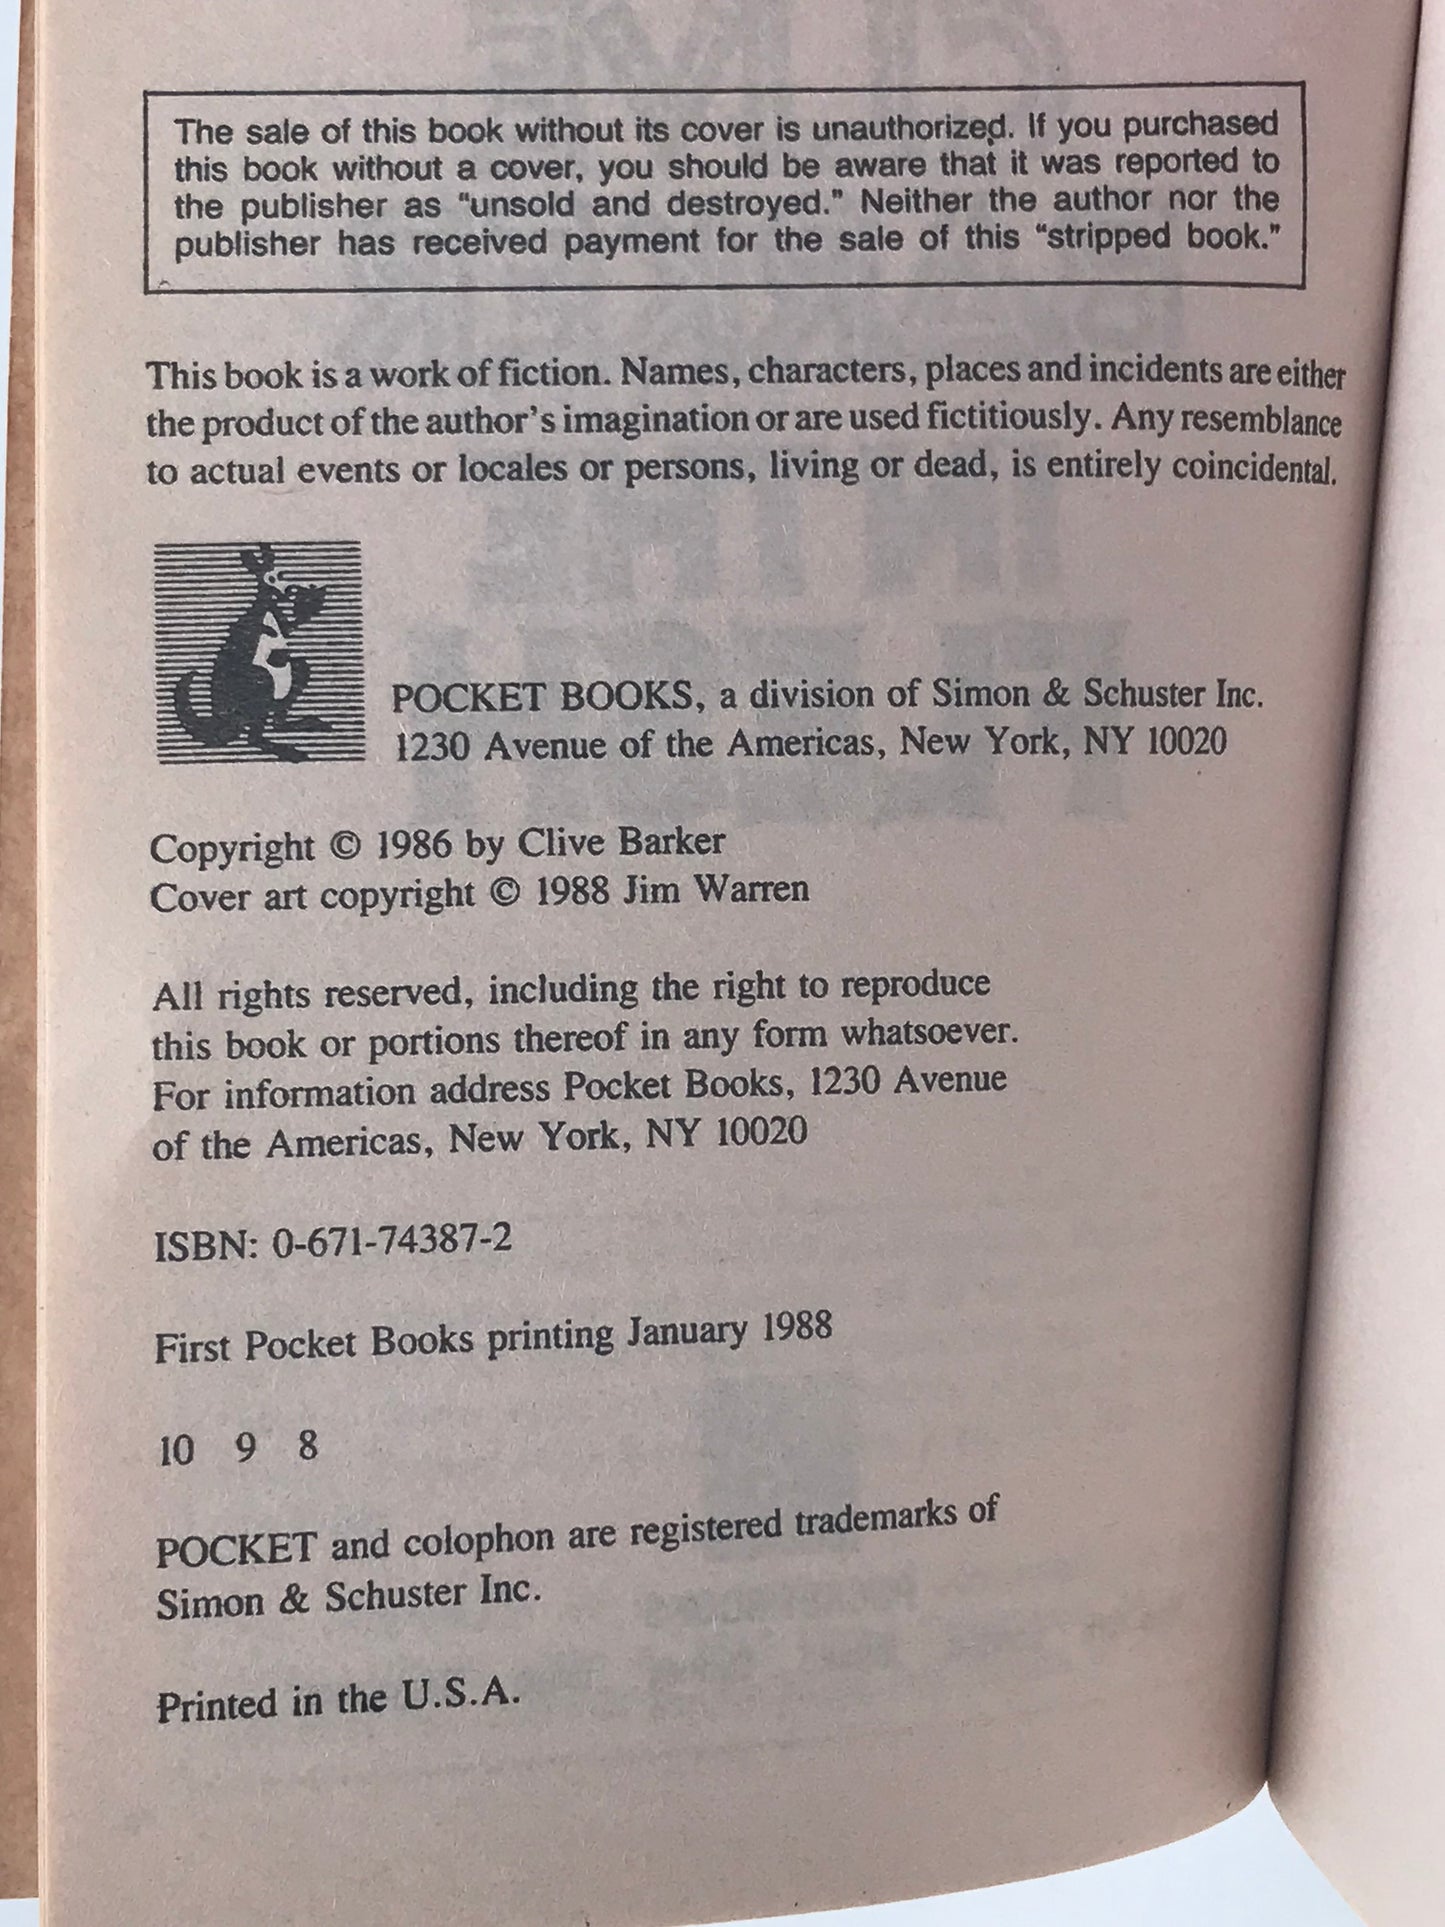 The sale of this book without its cover is unauthorized. If you purchased
this book without a cover, you should be aware that it was reported to
the publisher as “unsold and destroyed.” Neither the author nor the
publisher has received payment for the sale of this “stripped book.”
This book is a work of fiction. Names, characters, places and incidents are either
the product of the author's imagination or are used fictitiously. Any resemblance
to actual events or locales or persons, living or dead, is entirely coincidental.
POCKET BOOKS, a division of Simon & Schuster Inc.
1230 Avenue of the Americas, New York, NY 10020
Copyright © 1986 by Clive Barker
Cover art copyright © 1988 Jim Warren
All rights reserved, including the right to reproduce
this book or portions thereof in any form whatsoever.
For information address Pocket Books, 1230 Avenue
of the Americas, New York, NY 10020
ISBN: 0-671-74387-2
First Pocket Books printing January 1988
10 9 8
POCKET and colophon are registered trademarks of
Simon & Schuster Inc.
Printed in the U.S.A.